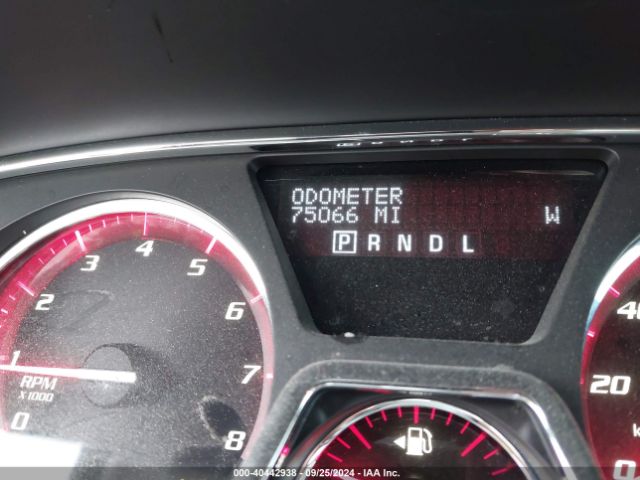 ODOMETER
75066 MI W
P R N D L
0 1 2 3 4 5 6 7 8
RPM
X1000
40
20
0
000-40442938 - 09/25/2024 - IAA Inc.